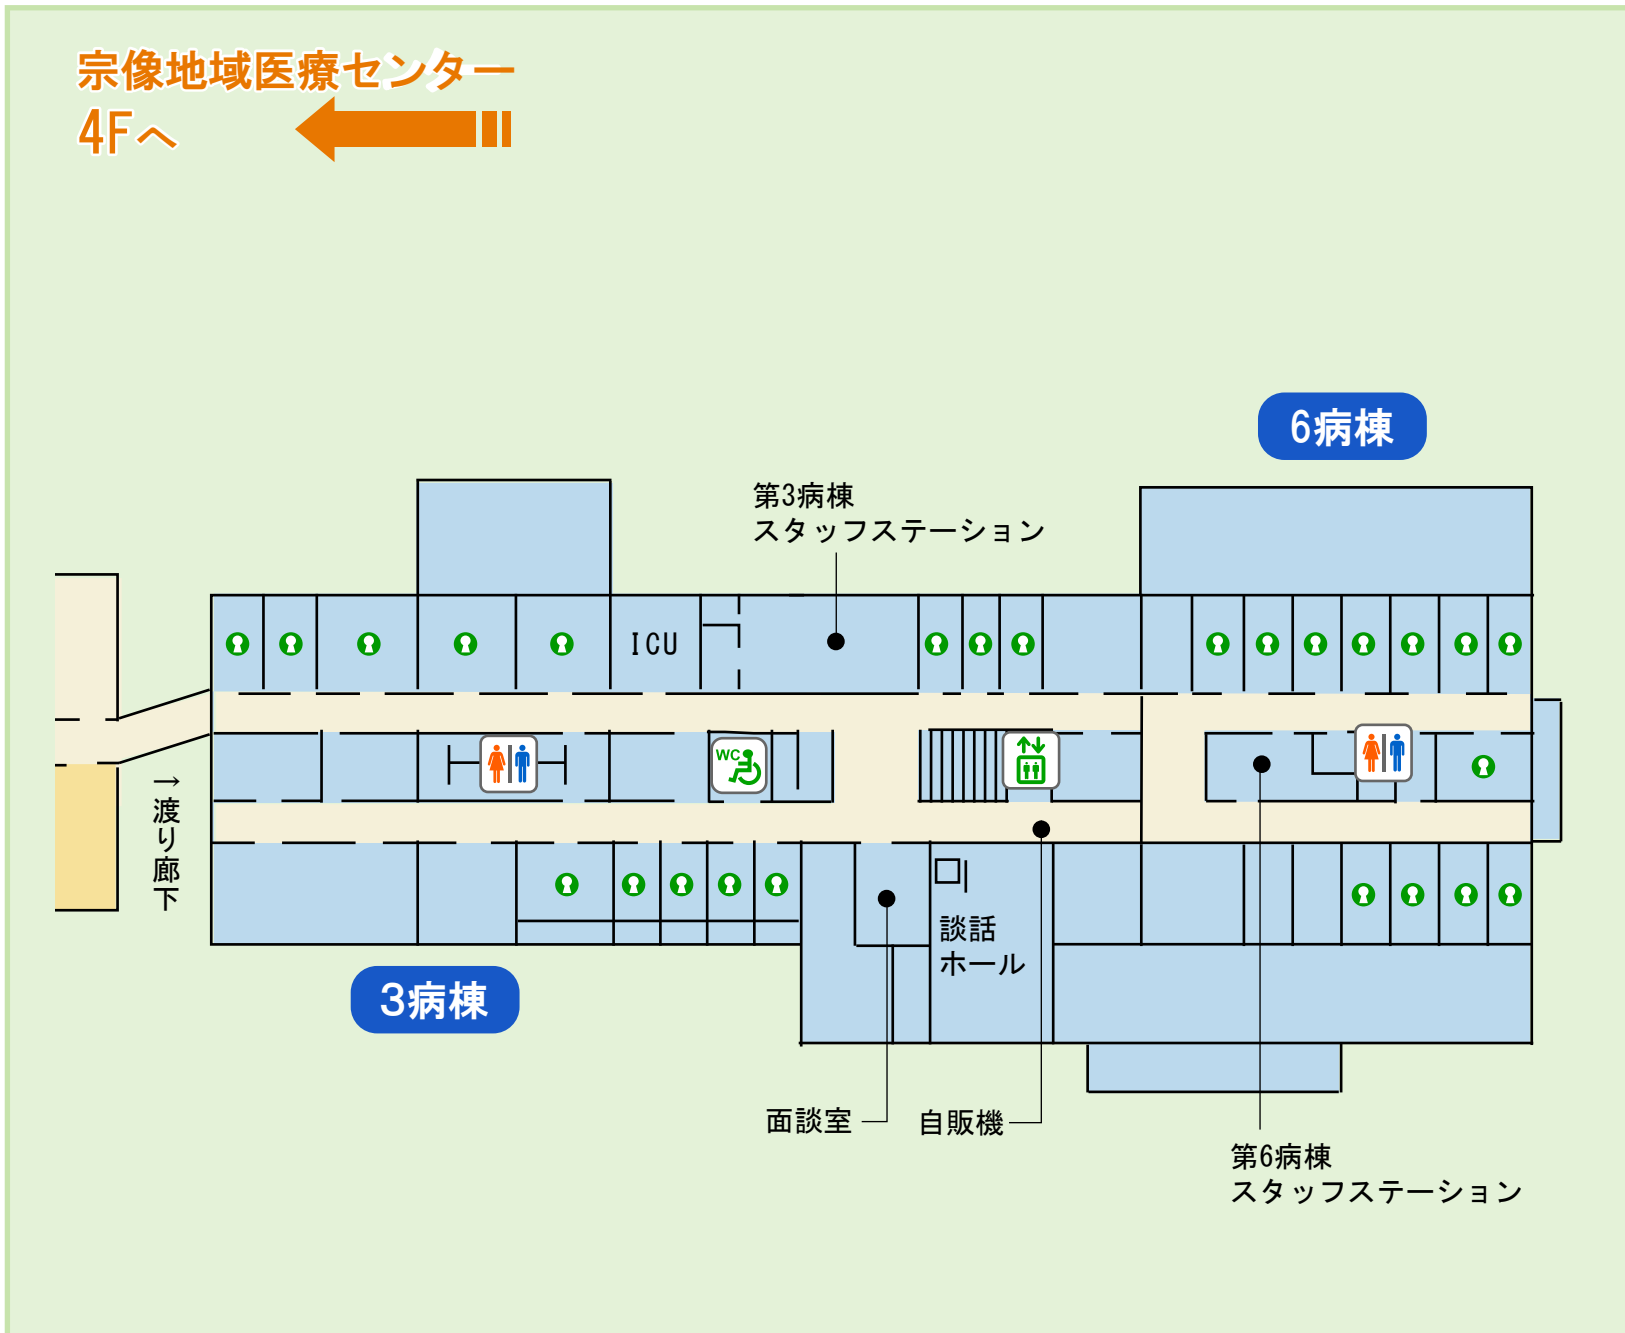 宗像地域医療センター
4Fへ
6病棟
第3病棟
スタッフステーション
ICU
WC
→渡り廊下
談話
ホール
3病棟
面談室
自販機
第6病棟
スタッフステーション